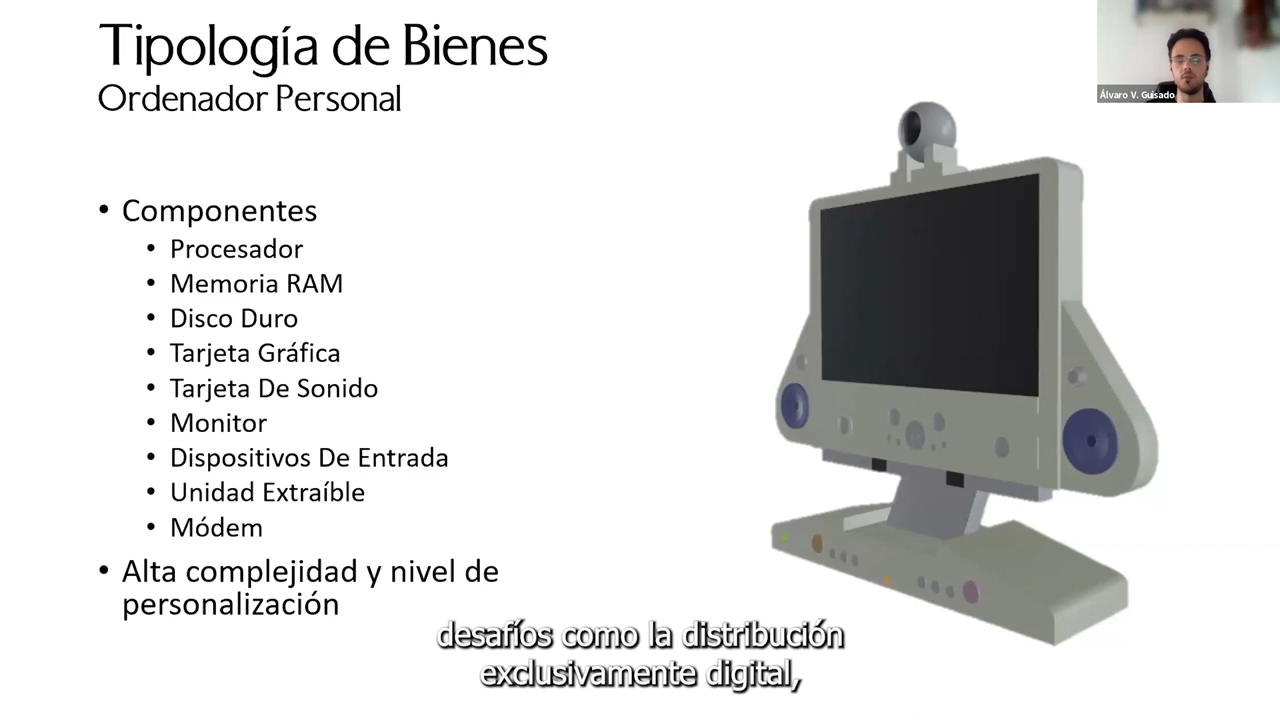 Tipología de Bienes
Ordenador Personal
Álvaro V. Guisado
• Componentes
• Procesador
• Memoria RAM
• Disco Duro
• Tarjeta Gráfica
• Tarjeta De Sonido
• Monitor
• Dispositivos De Entrada
• Unidad Extraíble
• Módem
• Alta complejidad y nivel de
personalización
desafíos como la distribución
exclusivamente digital,